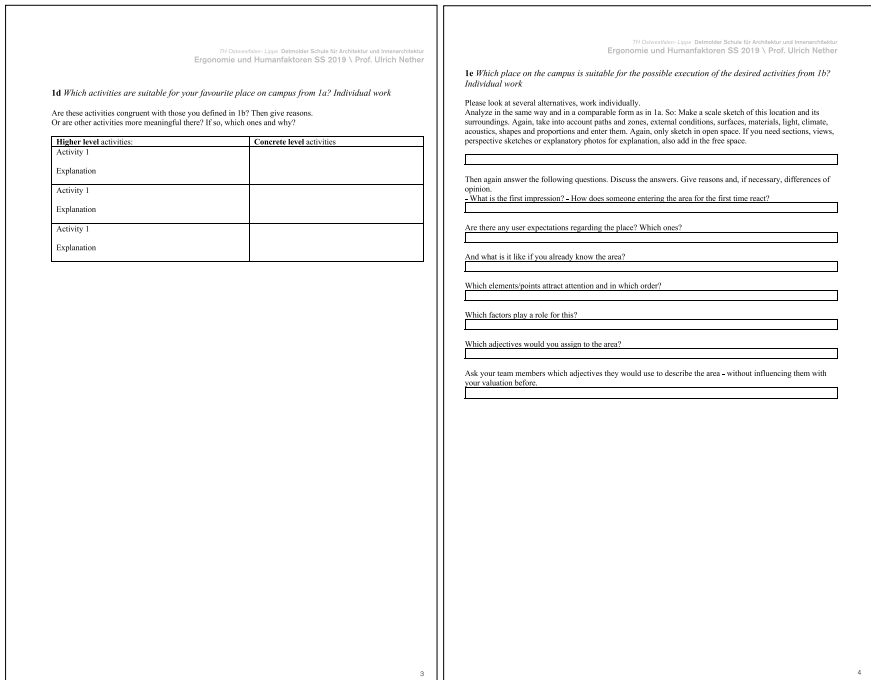 TH Ostwestfalen- Lippe Detmolder Schule für Architektur und Innenarchitektur
Ergonomie und Humanfaktoren SS 2019 \ Prof. Ulrich Nether
1d Which activities are suitable for your favourite place on campus from 1a? Individual work
Are these activities congruent with those you defined in 1b? Then give reasons.
Or are other activities more meaningful there? If so, which ones and why?
Higher level activities: Concrete level activities
Activity 1
Explanation
Activity 1
Explanation
Activity 1
Explanation
3
TH Ostwestfalen- Lippe Detmolder Schule für Architektur und Innenarchitektur
Ergonomie und Humanfaktoren SS 2019 \ Prof. Ulrich Nether
1e Which place on the campus is suitable for the possible execution of the desired activities from 1b?
Individual work
Please look at several alternatives, work individually.
Analyze in the same way and in a comparable form as in 1a. So: Make a scale sketch of this location and its
surroundings. Again, take into account paths and zones, external conditions, surfaces, materials, light, climate,
acoustics, shapes and proportions and enter them. Again, only sketch in open space. If you need sections, views,
perspective sketches or explanatory photos for explanation, also add in the free space.
Then again answer the following questions. Discuss the answers. Give reasons and, if necessary, differences of
opinion.
- What is the first impression? - How does someone entering the area for the first time react?
Are there any user expectations regarding the place? Which ones?
And what is it like if you already know the area?
Which elements/points attract attention and in which order?
Which factors play a role for this?
Which adjectives would you assign to the area?
Ask your team members which adjectives they would use to describe the area - without influencing them with
your valuation before.
4